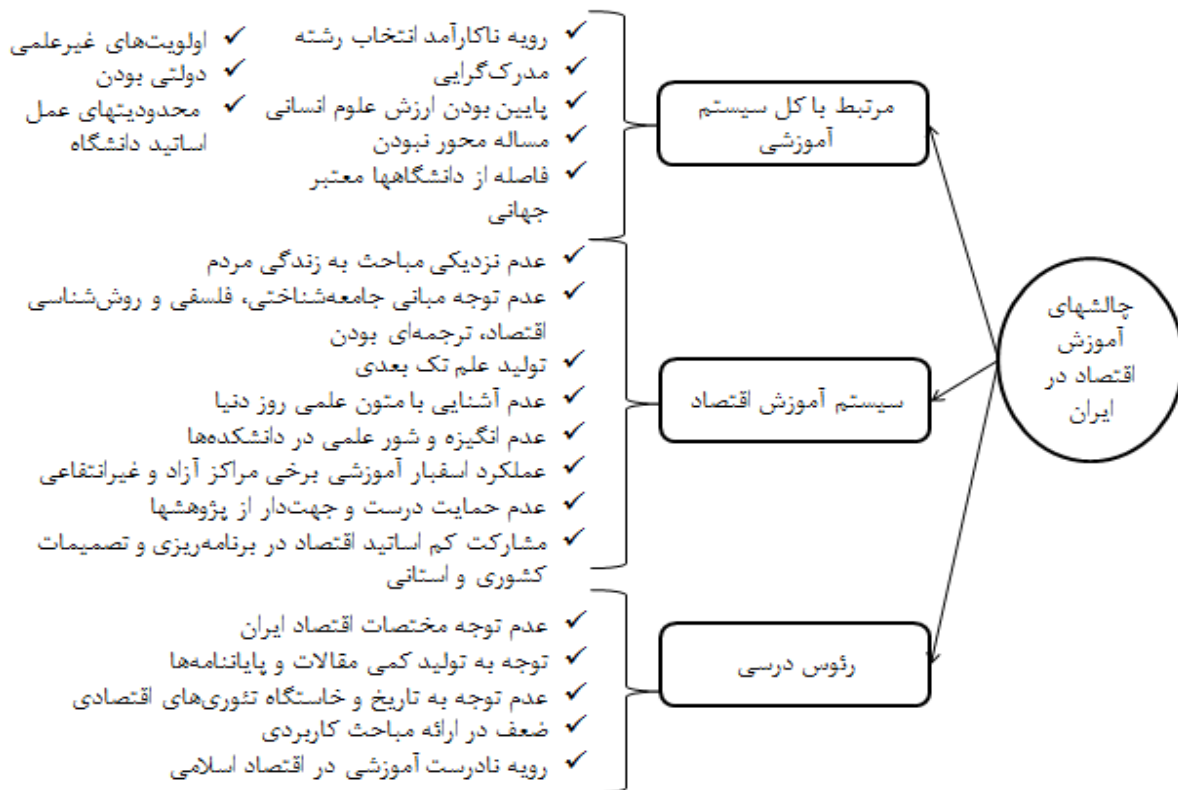 چالشهای
آموزش
اقتصاد در
ایران
مرتبط با کل سیستم
آموزشی
✓ رویه ناکارآمد انتخاب رشته
✓ مدرک‌گرایی
✓ پایین بودن ارزش علوم انسانی
✓ مساله محور نبودن
✓ فاصله از دانشگاهها معتبر
جهانی
✓ اولویت‌های غیرعلمی
✓ دولتی بودن
✓ محدودیتهای عمل
اساتید دانشگاه
سیستم آموزش اقتصاد
✓ عدم نزدیکی مباحث به زندگی مردم
✓ عدم توجه مبانی جامعه‌شناختی، فلسفی و روش‌شناسی
اقتصاد، ترجمه‌ای بودن
✓ تولید علم تک بعدی
✓ عدم آشنایی با متون علمی روز دنیا
✓ عدم انگیزه و شور علمی در دانشکده‌ها
✓ عملکرد اسفبار آموزشی برخی مراکز آزاد و غیرانتفاعی
✓ عدم حمایت درست و جهت‌دار از پژوهشها
✓ مشارکت کم اساتید اقتصاد در برنامه‌ریزی و تصمیمات
کشوری و استانی
رئوس درسی
✓ عدم توجه مختصات اقتصاد ایران
✓ توجه به تولید کمی مقالات و پایاننامه‌ها
✓ عدم توجه به تاریخ و خاستگاه تئوری‌های اقتصادی
✓ ضعف در ارائه مباحث کاربردی
✓ رویه نادرست آموزشی در اقتصاد اسلامی